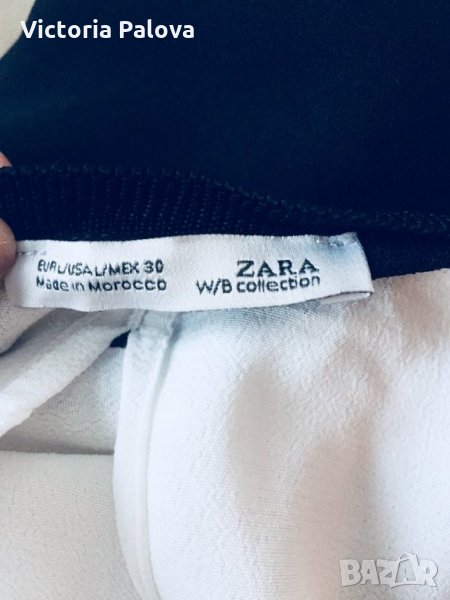 Victoria Palova
EUR L/USA L/MEX 30
Made in Morocco
ZARA
W/B collection
BAZAR